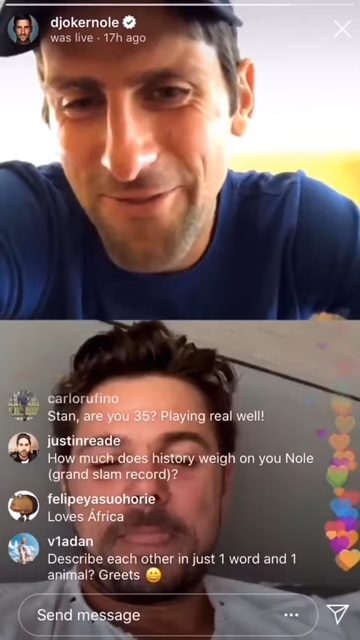 djokernole
was live · 17h ago
carlorufino
Stan, are you 35? Playing real well!
justinreade
How much does history weigh on you Nole
(grand slam record)?
felipeyasuohorie
Loves África
v1adan
Describe each other in just 1 word and 1
animal? Greets 😀
Send message